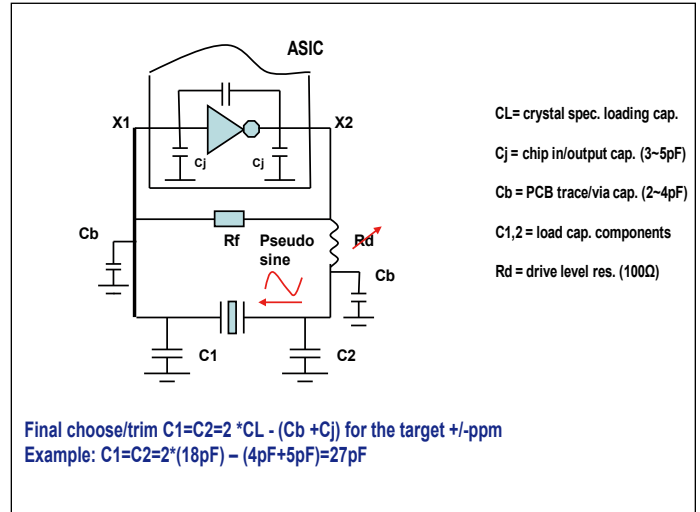 ASIC
X1
X2
Cj
Cj
CL= crystal spec. loading cap.
Cj = chip in/output cap. (3~5pF)
Cb = PCB trace/via cap. (2~4pF)
C1,2 = load cap. components
Rd = drive level res. (100Ω)
Cb
Rf
Pseudo
sine
Rd
Cb
C1
C2
Final choose/trim C1=C2=2 *CL - (Cb +Cj) for the target +/-ppm
Example: C1=C2=2*(18pF) – (4pF+5pF)=27pF